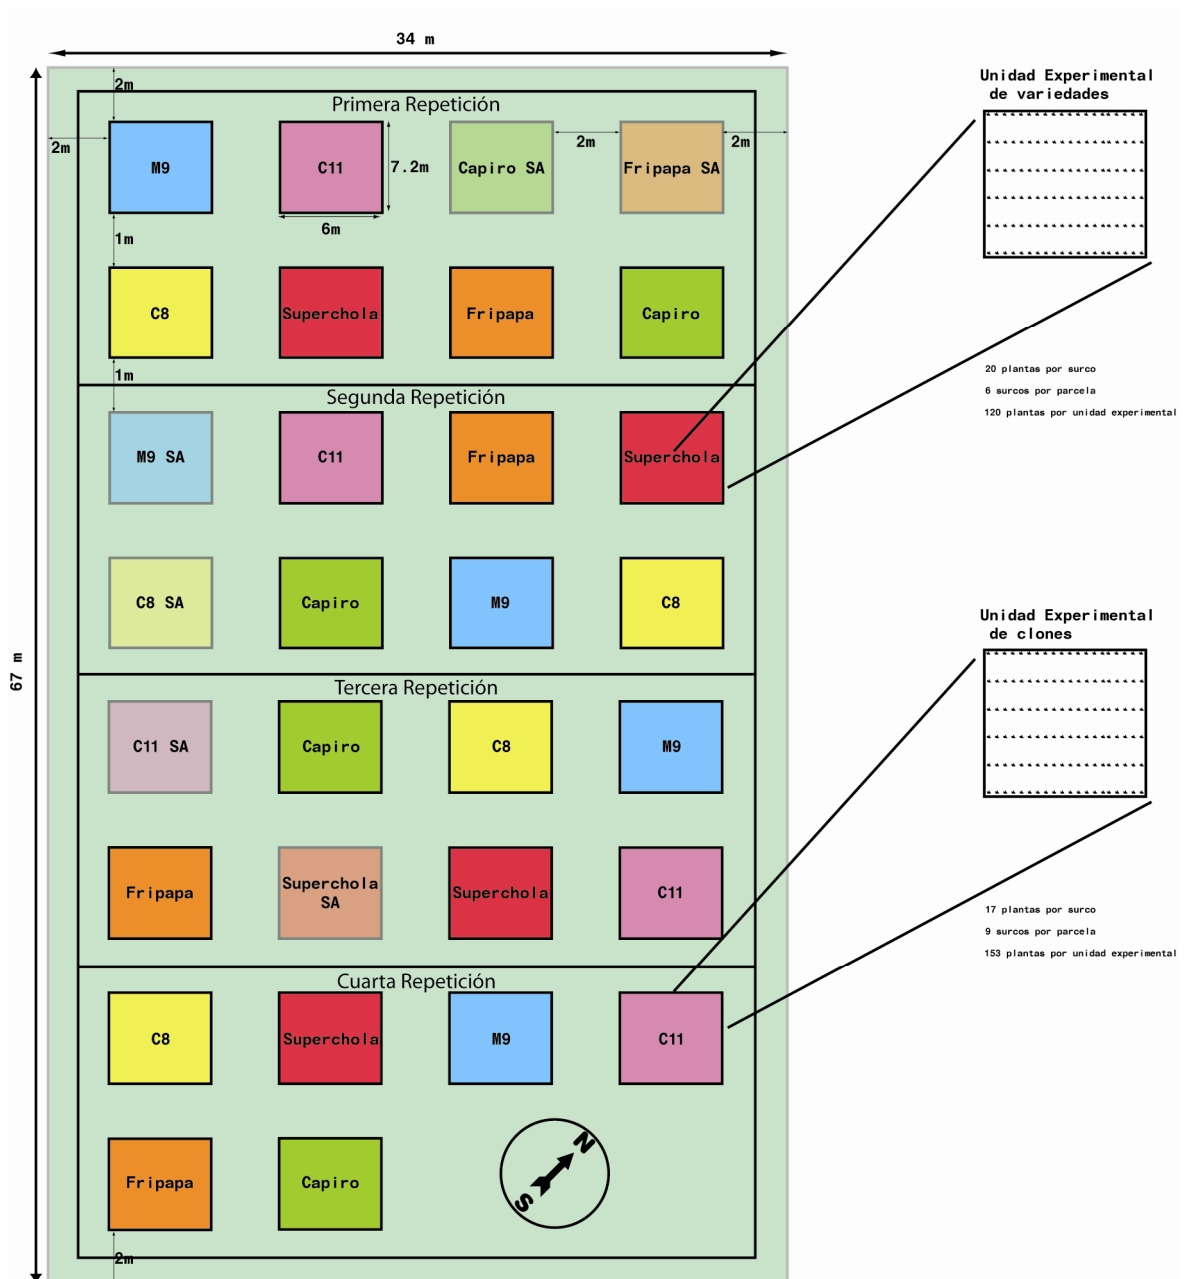 34 m
Unidad Experimental
de variedades
2m
Primera Repetición
2m
2m
2m
M9
C11
7.2m
Capiro SA
Fripapa SA
6m
1m
C8
Superchola
Fripapa
Capiro
20 plantas por surco
6 surcos por parcela
120 plantas por unidad experimental
1m
Segunda Repetición
M9 SA
C11
Fripapa
Superchola
C8 SA
Capiro
M9
C8
Unidad Experimental
de clones
67 m
Tercera Repetición
C11 SA
Capiro
C8
M9
Fripapa
Superchola
SA
Superchola
C11
17 plantas por surco
9 surcos por parcela
153 plantas por unidad experimental
Cuarta Repetición
C8
Superchola
M9
C11
Fripapa
Capiro
N
S
2m